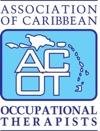 ASSOCIATION
OF CARIBBEAN
AC
OT
OCCUPATIONAL
THERAPISTS